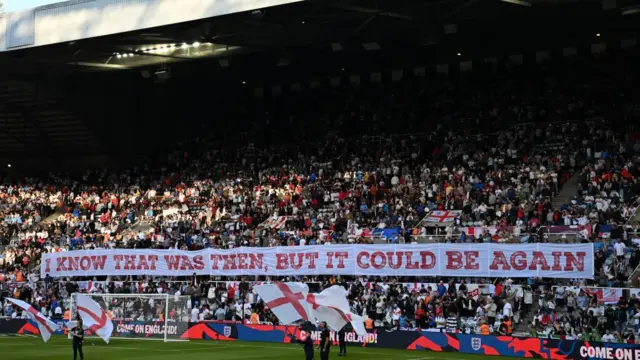 I KNOW THAT WAS THEN, BUT IT COULD BE AGAIN
COME ON ENGLAND!
COME ON ENGLAND!
COME ON E